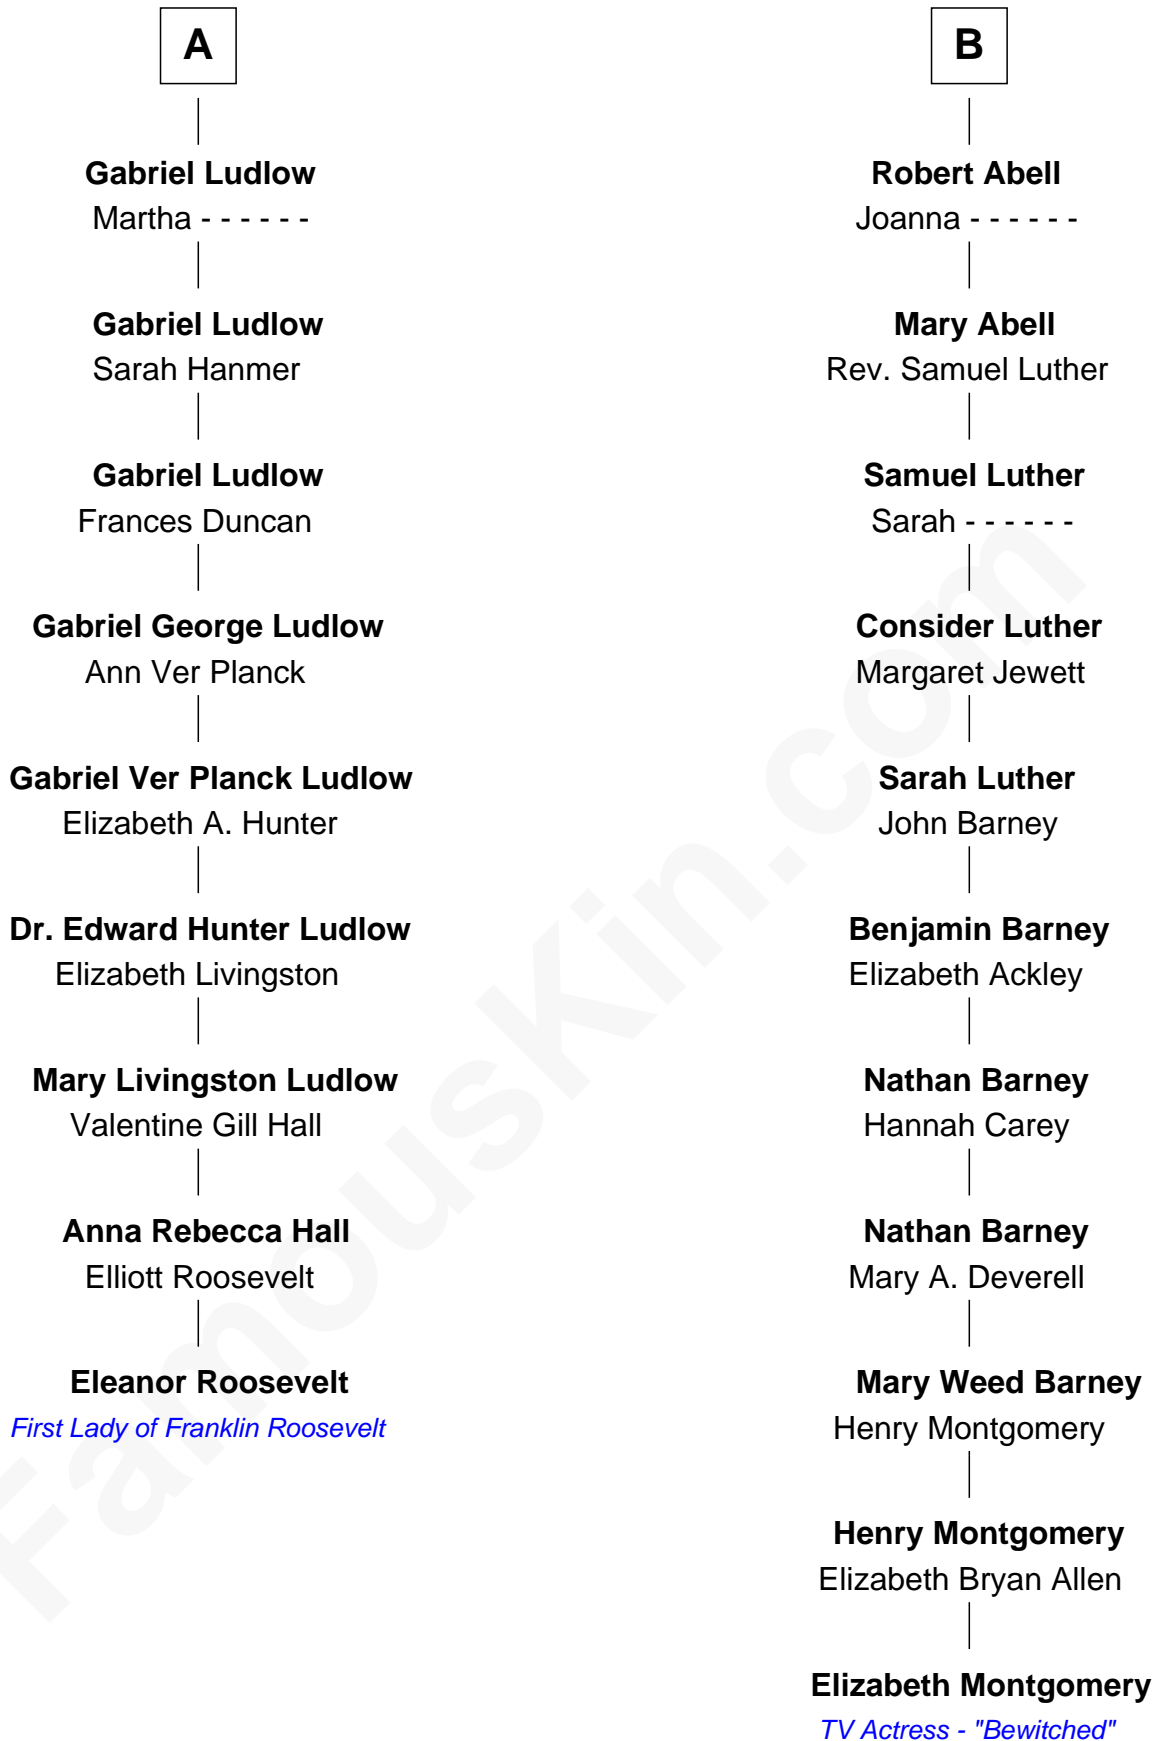 A
Gabriel Ludlow
Martha - - - - - -
Gabriel Ludlow
Sarah Hanmer
Gabriel Ludlow
Frances Duncan
Gabriel George Ludlow
Ann Ver Planck
Gabriel Ver Planck Ludlow
Elizabeth A. Hunter
Dr. Edward Hunter Ludlow
Elizabeth Livingston
Mary Livingston Ludlow
Valentine Gill Hall
Anna Rebecca Hall
Elliott Roosevelt
Eleanor Roosevelt
First Lady of Franklin Roosevelt
B
Robert Abell
Joanna - - - - - -
Mary Abell
Rev. Samuel Luther
Samuel Luther
Sarah - - - - - -
Consider Luther
Margaret Jewett
Sarah Luther
John Barney
Benjamin Barney
Elizabeth Ackley
Nathan Barney
Hannah Carey
Nathan Barney
Mary A. Deverell
Mary Weed Barney
Henry Montgomery
Henry Montgomery
Elizabeth Bryan Allen
Elizabeth Montgomery
TV Actress - "Bewitched"
FamousKin.com